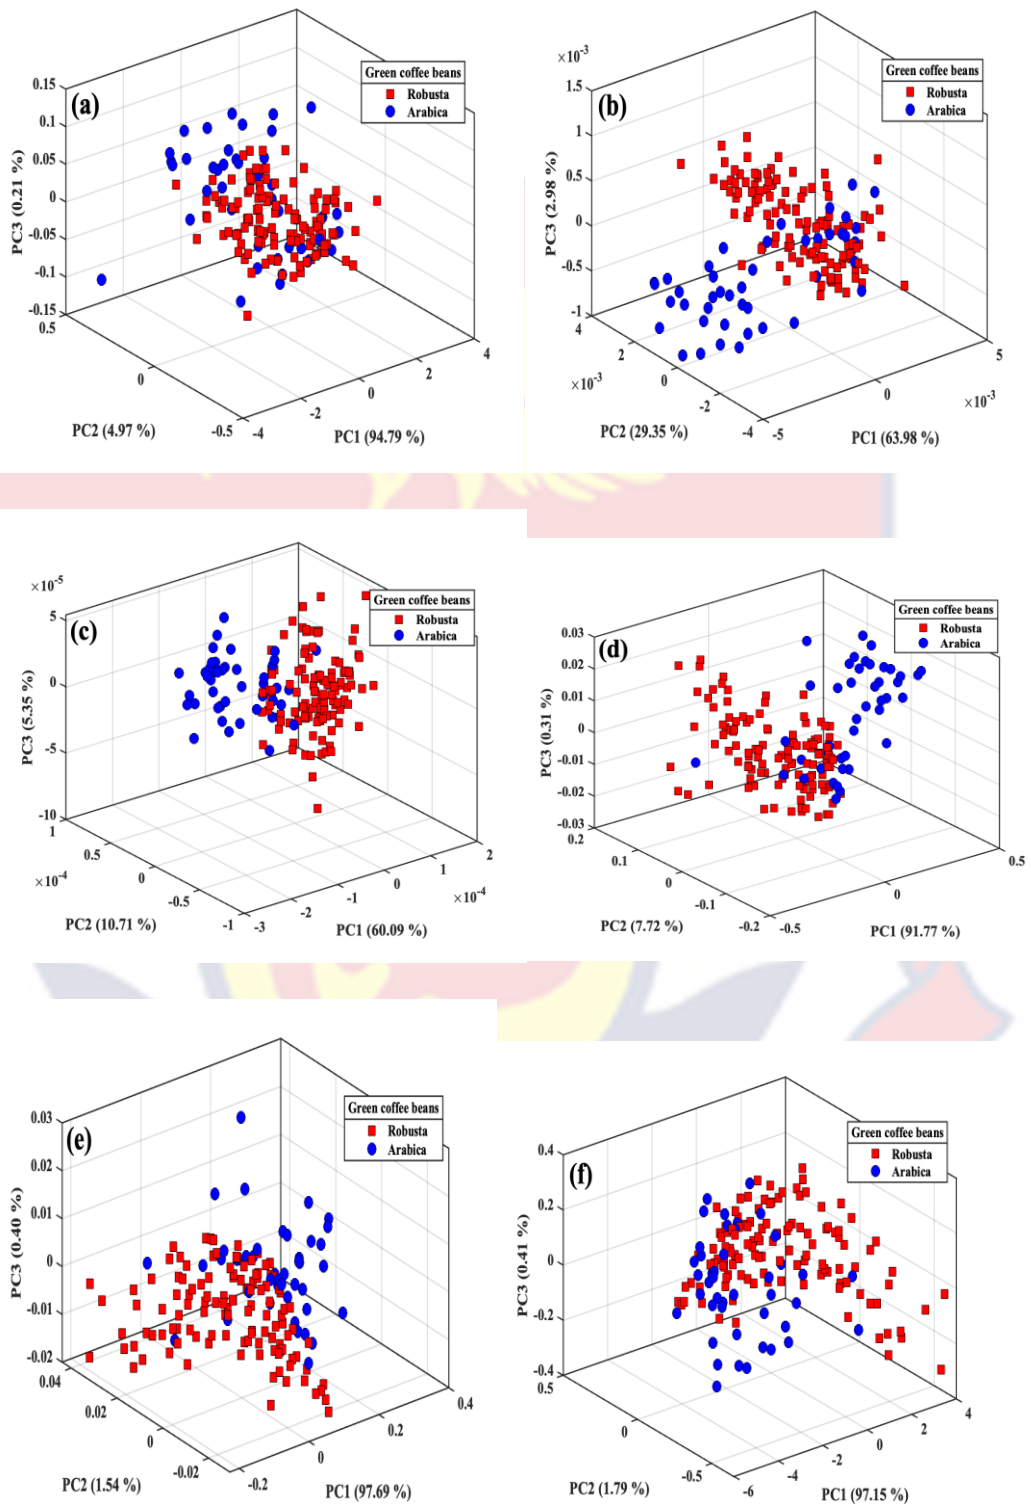 (a)
Green coffee beans
Robusta
Arabica
0.15
0.1
0.05
0
-0.05
-0.1
-0.15
PC3 (0.21 %)
0.5
0
-0.5
PC2 (4.97 %)
-4
-2
0
2
4
PC1 (94.79 %)
(b)
Green coffee beans
Robusta
Arabica
×10-3
1.5
1
0.5
0
-0.5
-1
PC3 (2.98 %)
4
2
0
-2
-4
×10-3
PC2 (29.35 %)
-5
0
5
×10-3
PC1 (63.98 %)
(c)
Green coffee beans
Robusta
Arabica
×10-5
5
0
-5
-10
PC3 (5.35 %)
1
0.5
0
-0.5
-1
×10-4
PC2 (10.71 %)
-3
-2
-1
0
1
2
×10-4
PC1 (60.09 %)
(d)
Green coffee beans
Robusta
Arabica
0.03
0.02
0.01
0
-0.01
-0.02
-0.03
PC3 (0.31 %)
0.2
0.1
0
-0.1
-0.2
PC2 (7.72 %)
-0.5
0
0.5
PC1 (91.77 %)
(e)
Green coffee beans
Robusta
Arabica
0.03
0.02
0.01
0
-0.01
-0.02
PC3 (0.40 %)
0.04
0.02
0
-0.02
PC2 (1.54 %)
-0.2
0
0.2
0.4
PC1 (97.69 %)
(f)
Green coffee beans
Robusta
Arabica
0.4
0.2
0
-0.2
-0.4
PC3 (0.41 %)
0.5
0
-0.5
PC2 (1.79 %)
-6
-4
-2
0
2
4
PC1 (97.15 %)